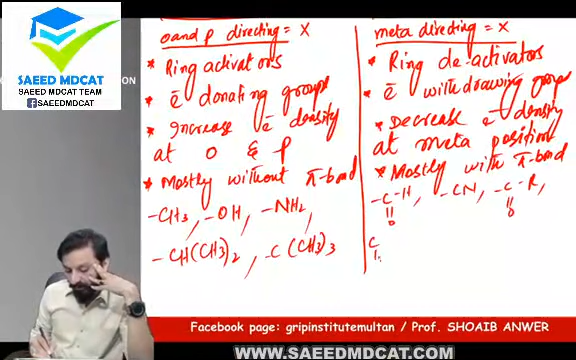 o and p directing = X
* Ring activators
* ē donating groups
* Increase ē density
at o & p
* Mostly without π-bond
-CH3, -OH, -NH2,
-CH(CH3)2, -C(CH3)3
meta directing = X
* Ring de-activators
* ē withdrawing groups
* Decrease ē density
at meta position
* Mostly with π-bond
-C-H, -CN, -C-R,
O O
C
SAEED MDCAT
SAEED MDCAT TEAM
f /SAEEDMDCAT
Facebook page: gripinstitutemultan / Prof. SHOAIB ANWER
WWW.SAEEDMDCAT.COM